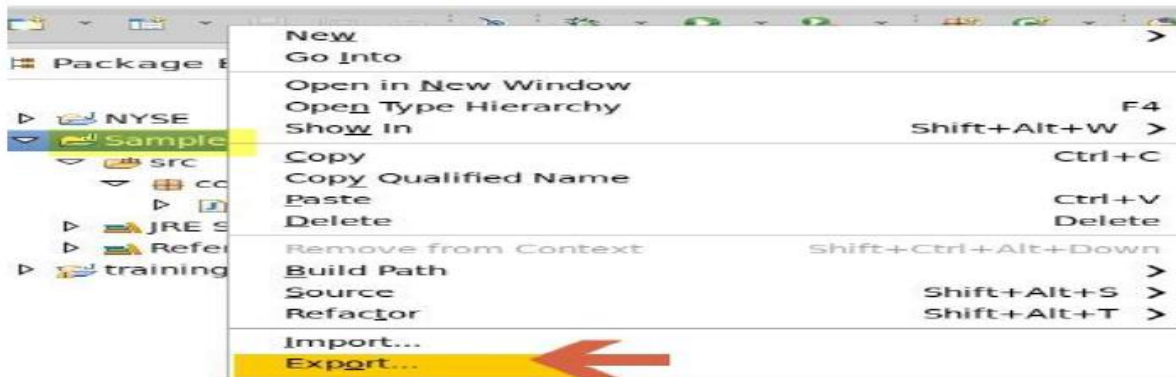 New >
Go Into
Package E
Open in New Window
Open Type Hierarchy F4
NYSE
Show In Shift+Alt+W >
Sample
Copy Ctrl+C
src
Copy Qualified Name
Paste Ctrl+V
Delete Delete
JRE S
Refer
Remove from Context Shift+Ctrl+Alt+Down
training
Build Path >
Source Shift+Alt+S >
Refactor Shift+Alt+T >
Import...
Export...